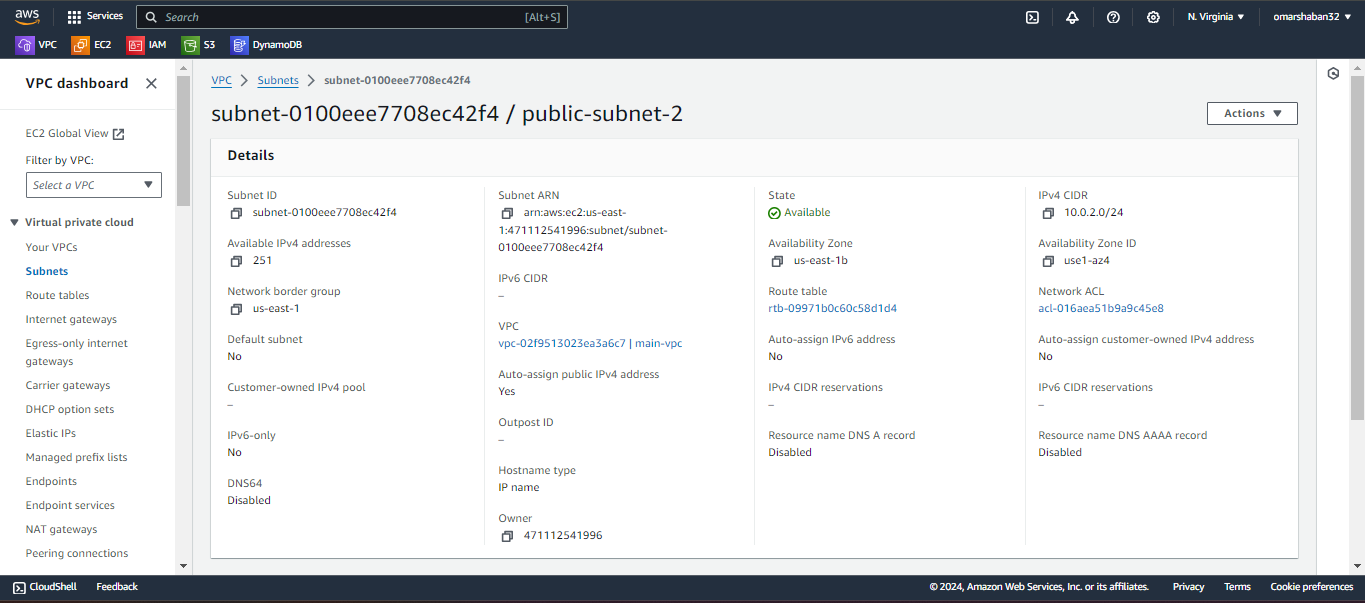 aws
Services
Search
[Alt+S]
N. Virginia
omarshaban32
VPC
EC2
IAM
S3
DynamoDB
VPC dashboard
EC2 Global View
Filter by VPC:
Select a VPC
Virtual private cloud
Your VPCs
Subnets
Route tables
Internet gateways
Egress-only internet
gateways
Carrier gateways
DHCP option sets
Elastic IPs
Managed prefix lists
Endpoints
Endpoint services
NAT gateways
Peering connections
VPC
Subnets
subnet-0100eee7708ec42f4
subnet-0100eee7708ec42f4 / public-subnet-2
Actions
Details
Subnet ID
subnet-0100eee7708ec42f4
Available IPv4 addresses
251
Network border group
us-east-1
Default subnet
No
Customer-owned IPv4 pool
–
IPv6-only
No
DNS64
Disabled
Subnet ARN
arn:aws:ec2:us-east-
1:471112541996:subnet/subnet-
0100eee7708ec42f4
IPv6 CIDR
–
VPC
vpc-02f9513023ea3a6c7 | main-vpc
Auto-assign public IPv4 address
Yes
Outpost ID
–
Hostname type
IP name
Owner
471112541996
State
Available
Availability Zone
us-east-1b
Route table
rtb-09971b0c60c58d1d4
Auto-assign IPv6 address
No
IPv4 CIDR reservations
–
Resource name DNS A record
Disabled
IPv4 CIDR
10.0.2.0/24
Availability Zone ID
use1-az4
Network ACL
acl-016aea51b9a9c45e8
Auto-assign customer-owned IPv4 address
No
IPv6 CIDR reservations
–
Resource name DNS AAAA record
Disabled
CloudShell
Feedback
© 2024, Amazon Web Services, Inc. or its affiliates.
Privacy
Terms
Cookie preferences